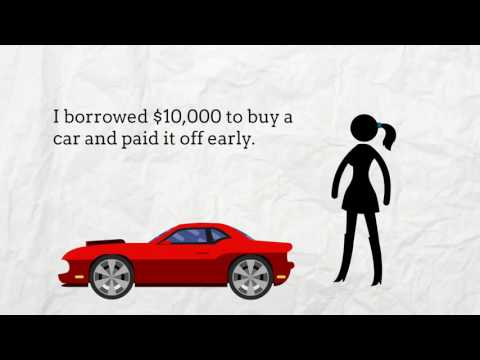 I borrowed $10,000 to buy a
car and paid it off early.